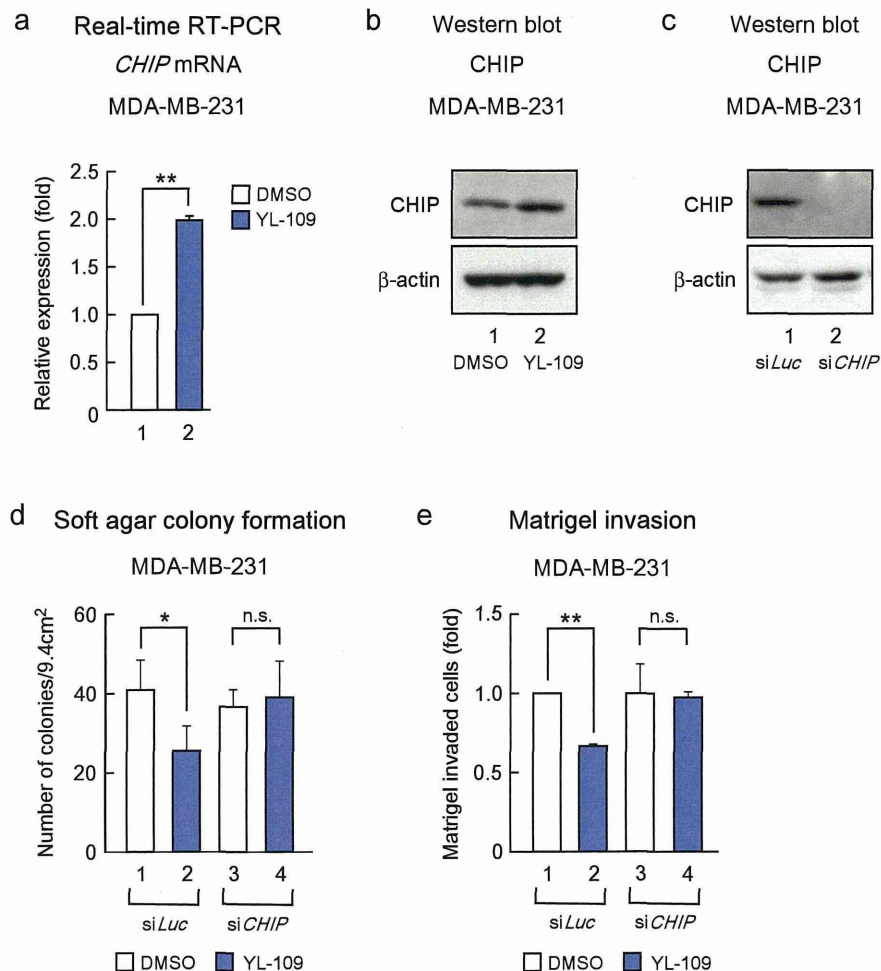 a Real-time RT-PCR
CHIP mRNA
MDA-MB-231
Relative expression (fold)
2.5
2.0
1.5
1.0
0.5
0
**
DMSO
YL-109
1 2
b Western blot
CHIP
MDA-MB-231
CHIP
β-actin
1 2
DMSO YL-109
c Western blot
CHIP
MDA-MB-231
CHIP
β-actin
1 2
siLuc siCHIP
d Soft agar colony formation
MDA-MB-231
Number of colonies/9.4cm²
60
40
20
0
* n.s.
1 2 3 4
siLuc siCHIP
DMSO YL-109
e Matrigel invasion
MDA-MB-231
Matrigel invaded cells (fold)
1.5
1.0
0.5
0
** n.s.
1 2 3 4
siLuc siCHIP
DMSO YL-109